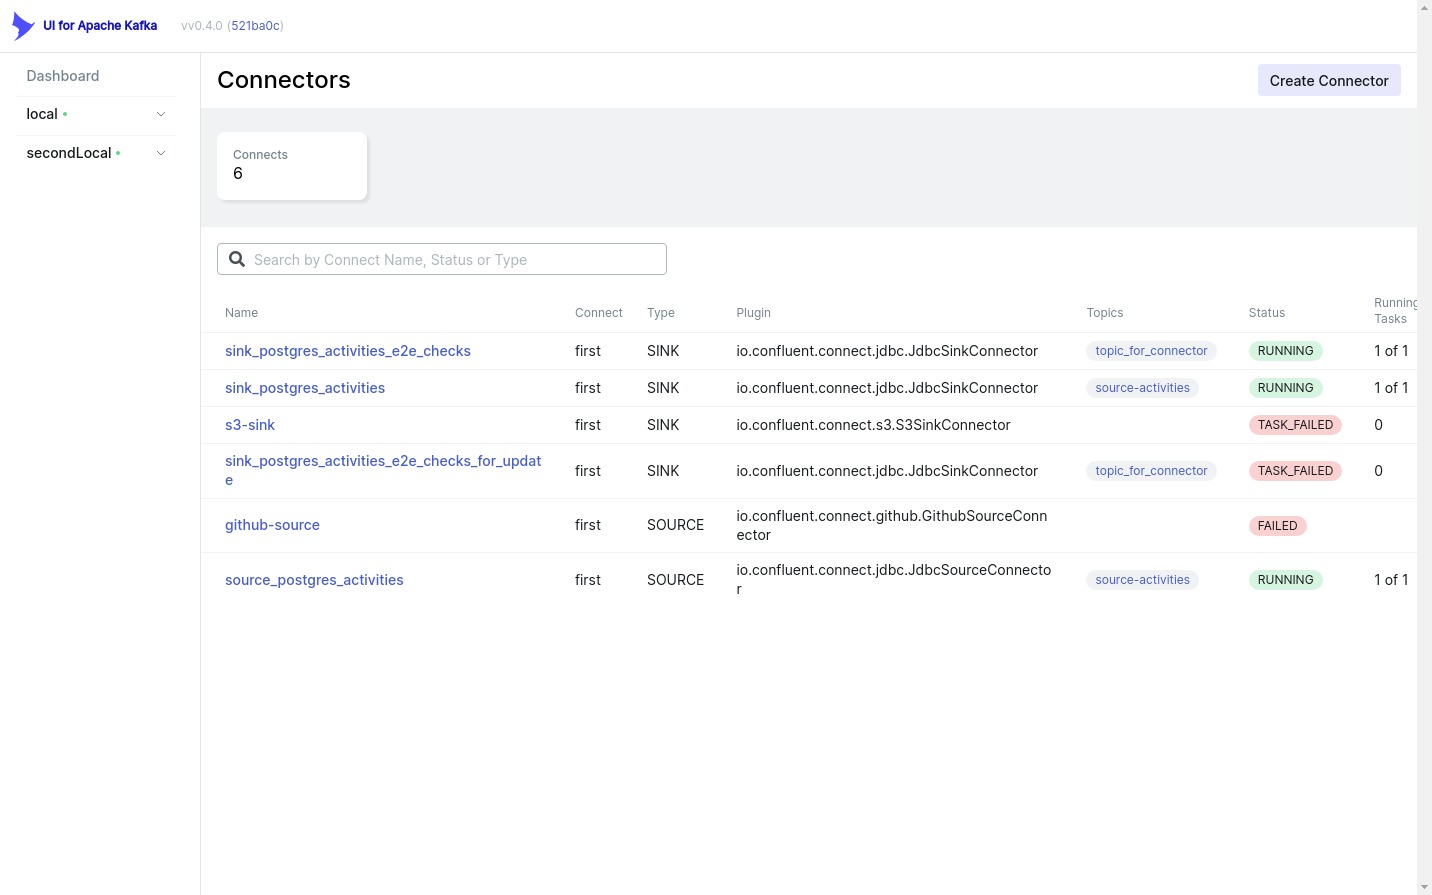 UI for Apache Kafka vv0.4.0 (521ba0c)
Dashboard
local
secondLocal
Connectors
Create Connector
Connects
6
Search by Connect Name, Status or Type
Name Connect Type Plugin Topics Status Running
Tasks
sink_postgres_activities_e2e_checks first SINK io.confluent.connect.jdbc.JdbcSinkConnector topic_for_connector RUNNING 1 of 1
sink_postgres_activities first SINK io.confluent.connect.jdbc.JdbcSinkConnector source-activities RUNNING 1 of 1
s3-sink first SINK io.confluent.connect.s3.S3SinkConnector TASK_FAILED 0
sink_postgres_activities_e2e_checks_for_updat
e first SINK io.confluent.connect.jdbc.JdbcSinkConnector topic_for_connector TASK_FAILED 0
github-source first SOURCE io.confluent.connect.github.GithubSourceConn
ector FAILED
source_postgres_activities first SOURCE io.confluent.connect.jdbc.JdbcSourceConnecto
r source-activities RUNNING 1 of 1